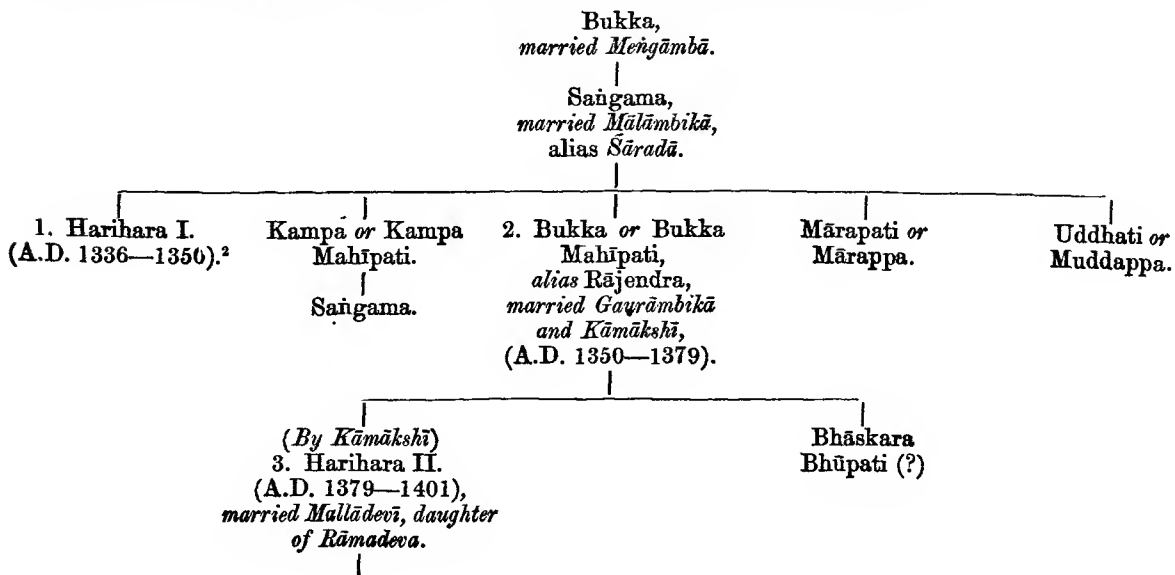 Bukka,
married Meṅgāmbā.
Saṅgama,
married Mālāmbikā,
alias Śāradā.
1. Harihara I.
(A.D. 1336—1350).²
Kampa or Kampa
Mahīpati.
Saṅgama.
2. Bukka or Bukka
Mahīpati,
alias Rājendra,
married Gaurāmbikā
and Kāmākshī,
(A.D. 1350—1379).
Mārapati or
Mārappa.
Uddhati or
Muddappa.
(By Kāmākshī)
3. Harihara II.
(A.D. 1379—1401),
married Mallādevī, daughter
of Rāmadeva.
Bhāskara
Bhūpati (?)